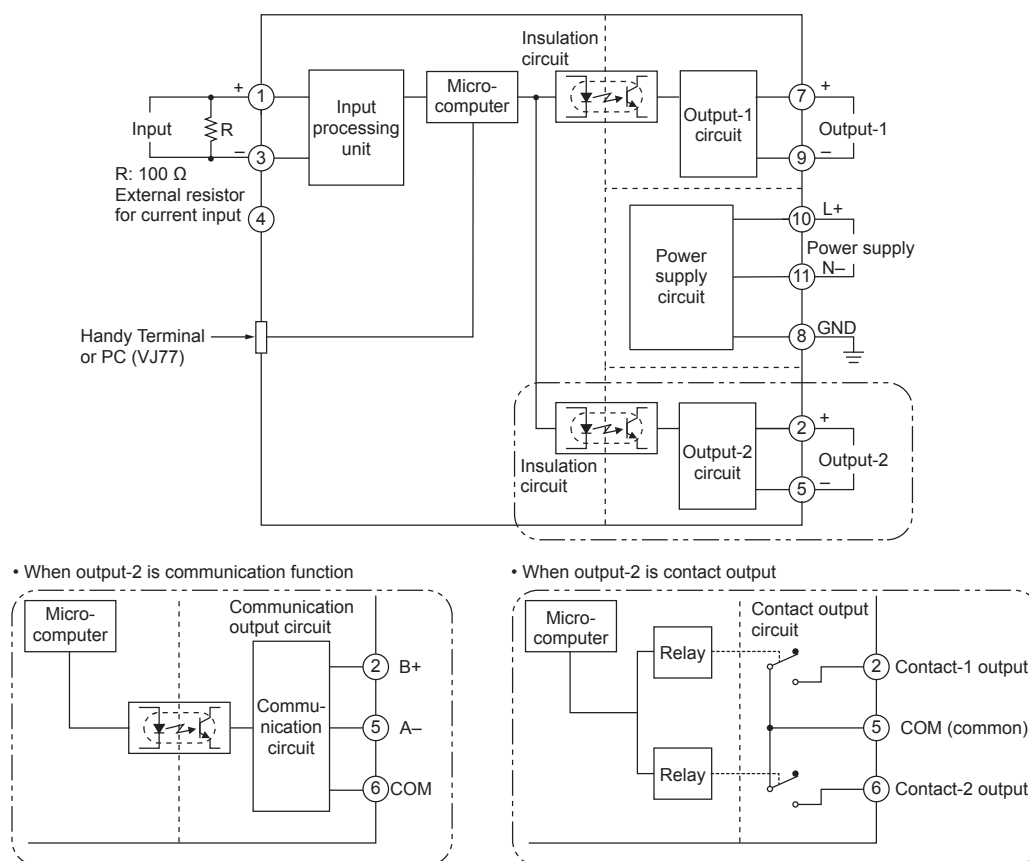 Insulation
circuit
Micro-
computer
+
1
Input
processing
unit
Output-1
circuit
7
+
Input
R
Output-1
–
3
9
–
R: 100 Ω
External resistor
for current input
4
10
L+
Power
supply
circuit
Power supply
11
N–
8
GND
Handy Terminal
or PC (VJ77)
2
+
Insulation
circuit
Output-2
circuit
Output-2
5
–
• When output-2 is communication function
Micro-
computer
Communication
output circuit
2
B+
Commu-
nication
circuit
5
A–
6
COM
• When output-2 is contact output
Micro-
computer
Contact output
circuit
Relay
2
Contact-1 output
5
COM (common)
Relay
6
Contact-2 output